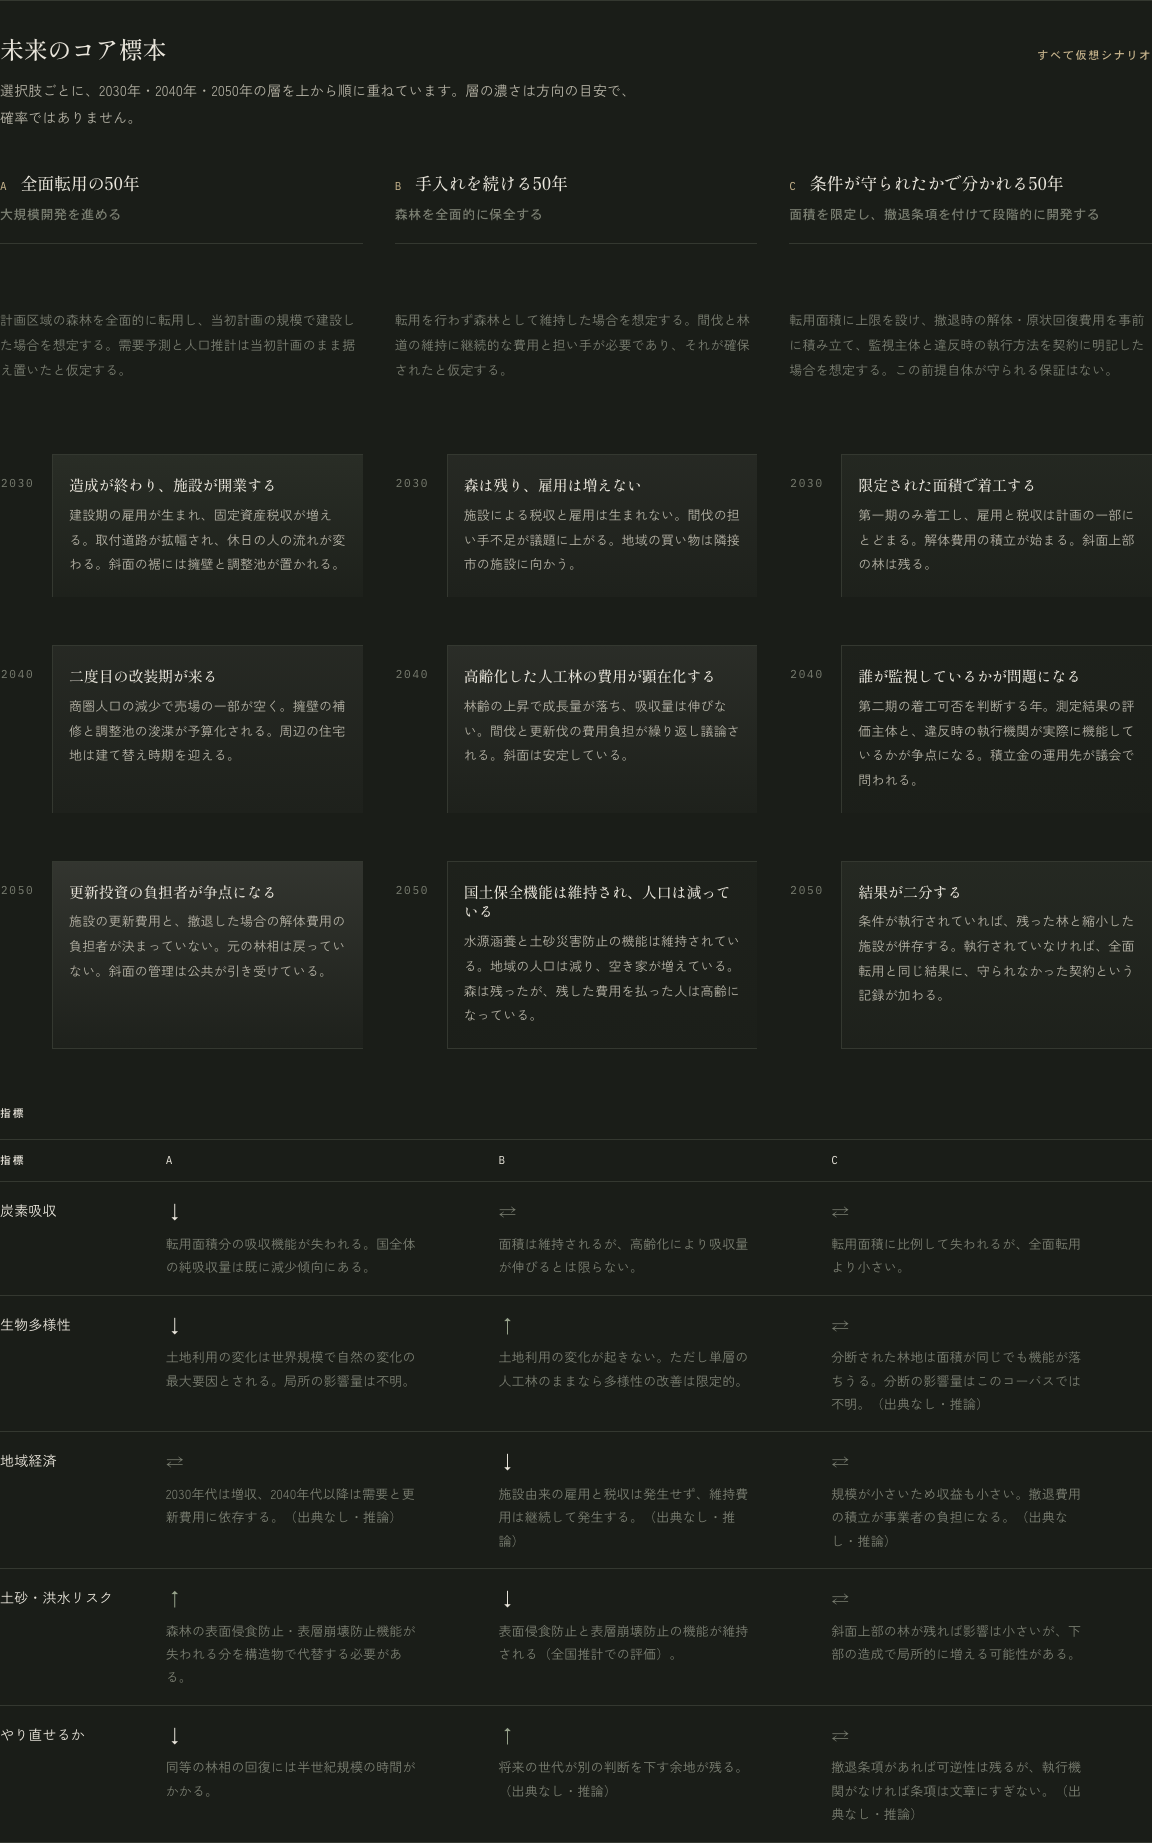 未来のコア標本
すべて仮想シナリオ
選択肢ごとに、2030年・2040年・2050年の層を上から順に重ねています。層の濃さは方向の目安で、
確率ではありません。
A 全面転用の50年
大規模開発を進める
計画区域の森林を全面的に転用し、当初計画の規模で建設し
た場合を想定する。需要予測と人口推計は当初計画のまま据
え置いたと仮定する。
2030 造成が終わり、施設が開業する
建設期の雇用が生まれ、固定資産税収が増え
る。取付道路が拡幅され、休日の人の流れが変
わる。斜面の裾には擁壁と調整池が置かれる。
2040 二度目の改装期が来る
商圏人口の減少で売場の一部が空く。擁壁の補
修と調整池の浚渫が予算化される。周辺の住宅
地は建て替え時期を迎える。
2050 更新投資の負担者が争点になる
施設の更新費用と、撤退した場合の解体費用の
負担者が決まっていない。元の林相は戻ってい
ない。斜面の管理は公共が引き受けている。
B 手入れを続ける50年
森林を全面的に保全する
転用を行わず森林として維持した場合を想定する。間伐と林
道の維持に継続的な費用と担い手が必要であり、それが確保
されたと仮定する。
2030 森は残り、雇用は増えない
施設による税収と雇用は生まれない。間伐の担
い手不足が議題に上がる。地域の買い物は隣接
市の施設に向かう。
2040 高齢化した人工林の費用が顕在化する
林齢の上昇で成長量が落ち、吸収量は伸びな
い。間伐と更新伐の費用負担が繰り返し議論さ
れる。斜面は安定している。
2050 国土保全機能は維持され、人口は減って
いる
水源涵養と土砂災害防止の機能は維持されてい
る。地域の人口は減り、空き家が増えている。
森は残ったが、残した費用を払った人は高齢に
なっている。
C 条件が守られたかで分かれる50年
面積を限定し、撤退条項を付けて段階的に開発する
転用面積に上限を設け、撤退時の解体・原状回復費用を事前
に積み立て、監視主体と違反時の執行方法を契約に明記した
場合を想定する。この前提自体が守られる保証はない。
2030 限定された面積で着工する
第一期のみ着工し、雇用と税収は計画の一部に
とどまる。解体費用の積立が始まる。斜面上部
の林は残る。
2040 誰が監視しているかが問題になる
第二期の着工可否を判断する年。測定結果の評
価主体と、違反時の執行機関が実際に機能して
いるかが争点になる。積立金の運用先が議会で
問われる。
2050 結果が二分する
条件が執行されていれば、残った林と縮小した
施設が併存する。執行されていなければ、全面
転用と同じ結果に、守られなかった契約という
記録が加わる。
指標
指標 A B C
炭素吸収
↓
転用面積分の吸収機能が失われる。国全体
の純吸収量は既に減少傾向にある。
⇄
面積は維持されるが、高齢化により吸収量
が伸びるとは限らない。
⇄
転用面積に比例して失われるが、全面転用
より小さい。
生物多様性
↓
土地利用の変化は世界規模で自然の変化の
最大要因とされる。局所の影響量は不明。
↑
土地利用の変化が起きない。ただし単層の
人工林のままなら多様性の改善は限定的。
⇄
分断された林地は面積が同じでも機能が落
ちうる。分断の影響量はこのコーパスでは
不明。（出典なし・推論）
地域経済
⇄
2030年代は増収、2040年代以降は需要と更
新費用に依存する。（出典なし・推論）
↓
施設由来の雇用と税収は発生せず、維持費
用は継続して発生する。（出典なし・推
論）
⇄
規模が小さいため収益も小さい。撤退費用
の積立が事業者の負担になる。（出典な
し・推論）
土砂・洪水リスク
↑
森林の表面侵食防止・表層崩壊防止機能が
失われる分を構造物で代替する必要があ
る。
↓
表面侵食防止と表層崩壊防止の機能が維持
される（全国推計での評価）。
⇄
斜面上部の林が残れば影響は小さいが、下
部の造成で局所的に増える可能性がある。
やり直せるか
↓
同等の林相の回復には半世紀規模の時間が
かかる。
↑
将来の世代が別の判断を下す余地が残る。
（出典なし・推論）
⇄
撤退条項があれば可逆性は残るが、執行機
関がなければ条項は文章にすぎない。（出
典なし・推論）